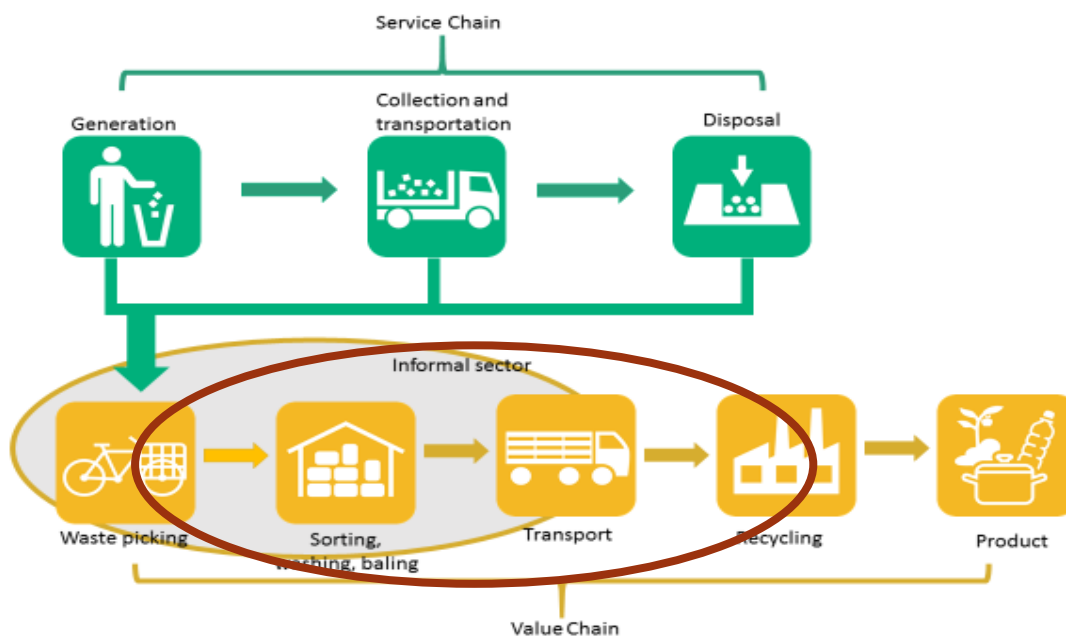 Service Chain
Generation
Collection and
transportation
Disposal
Informal sector
Waste picking
Sorting,
washing, baling
Transport
Recycling
Product
Value Chain